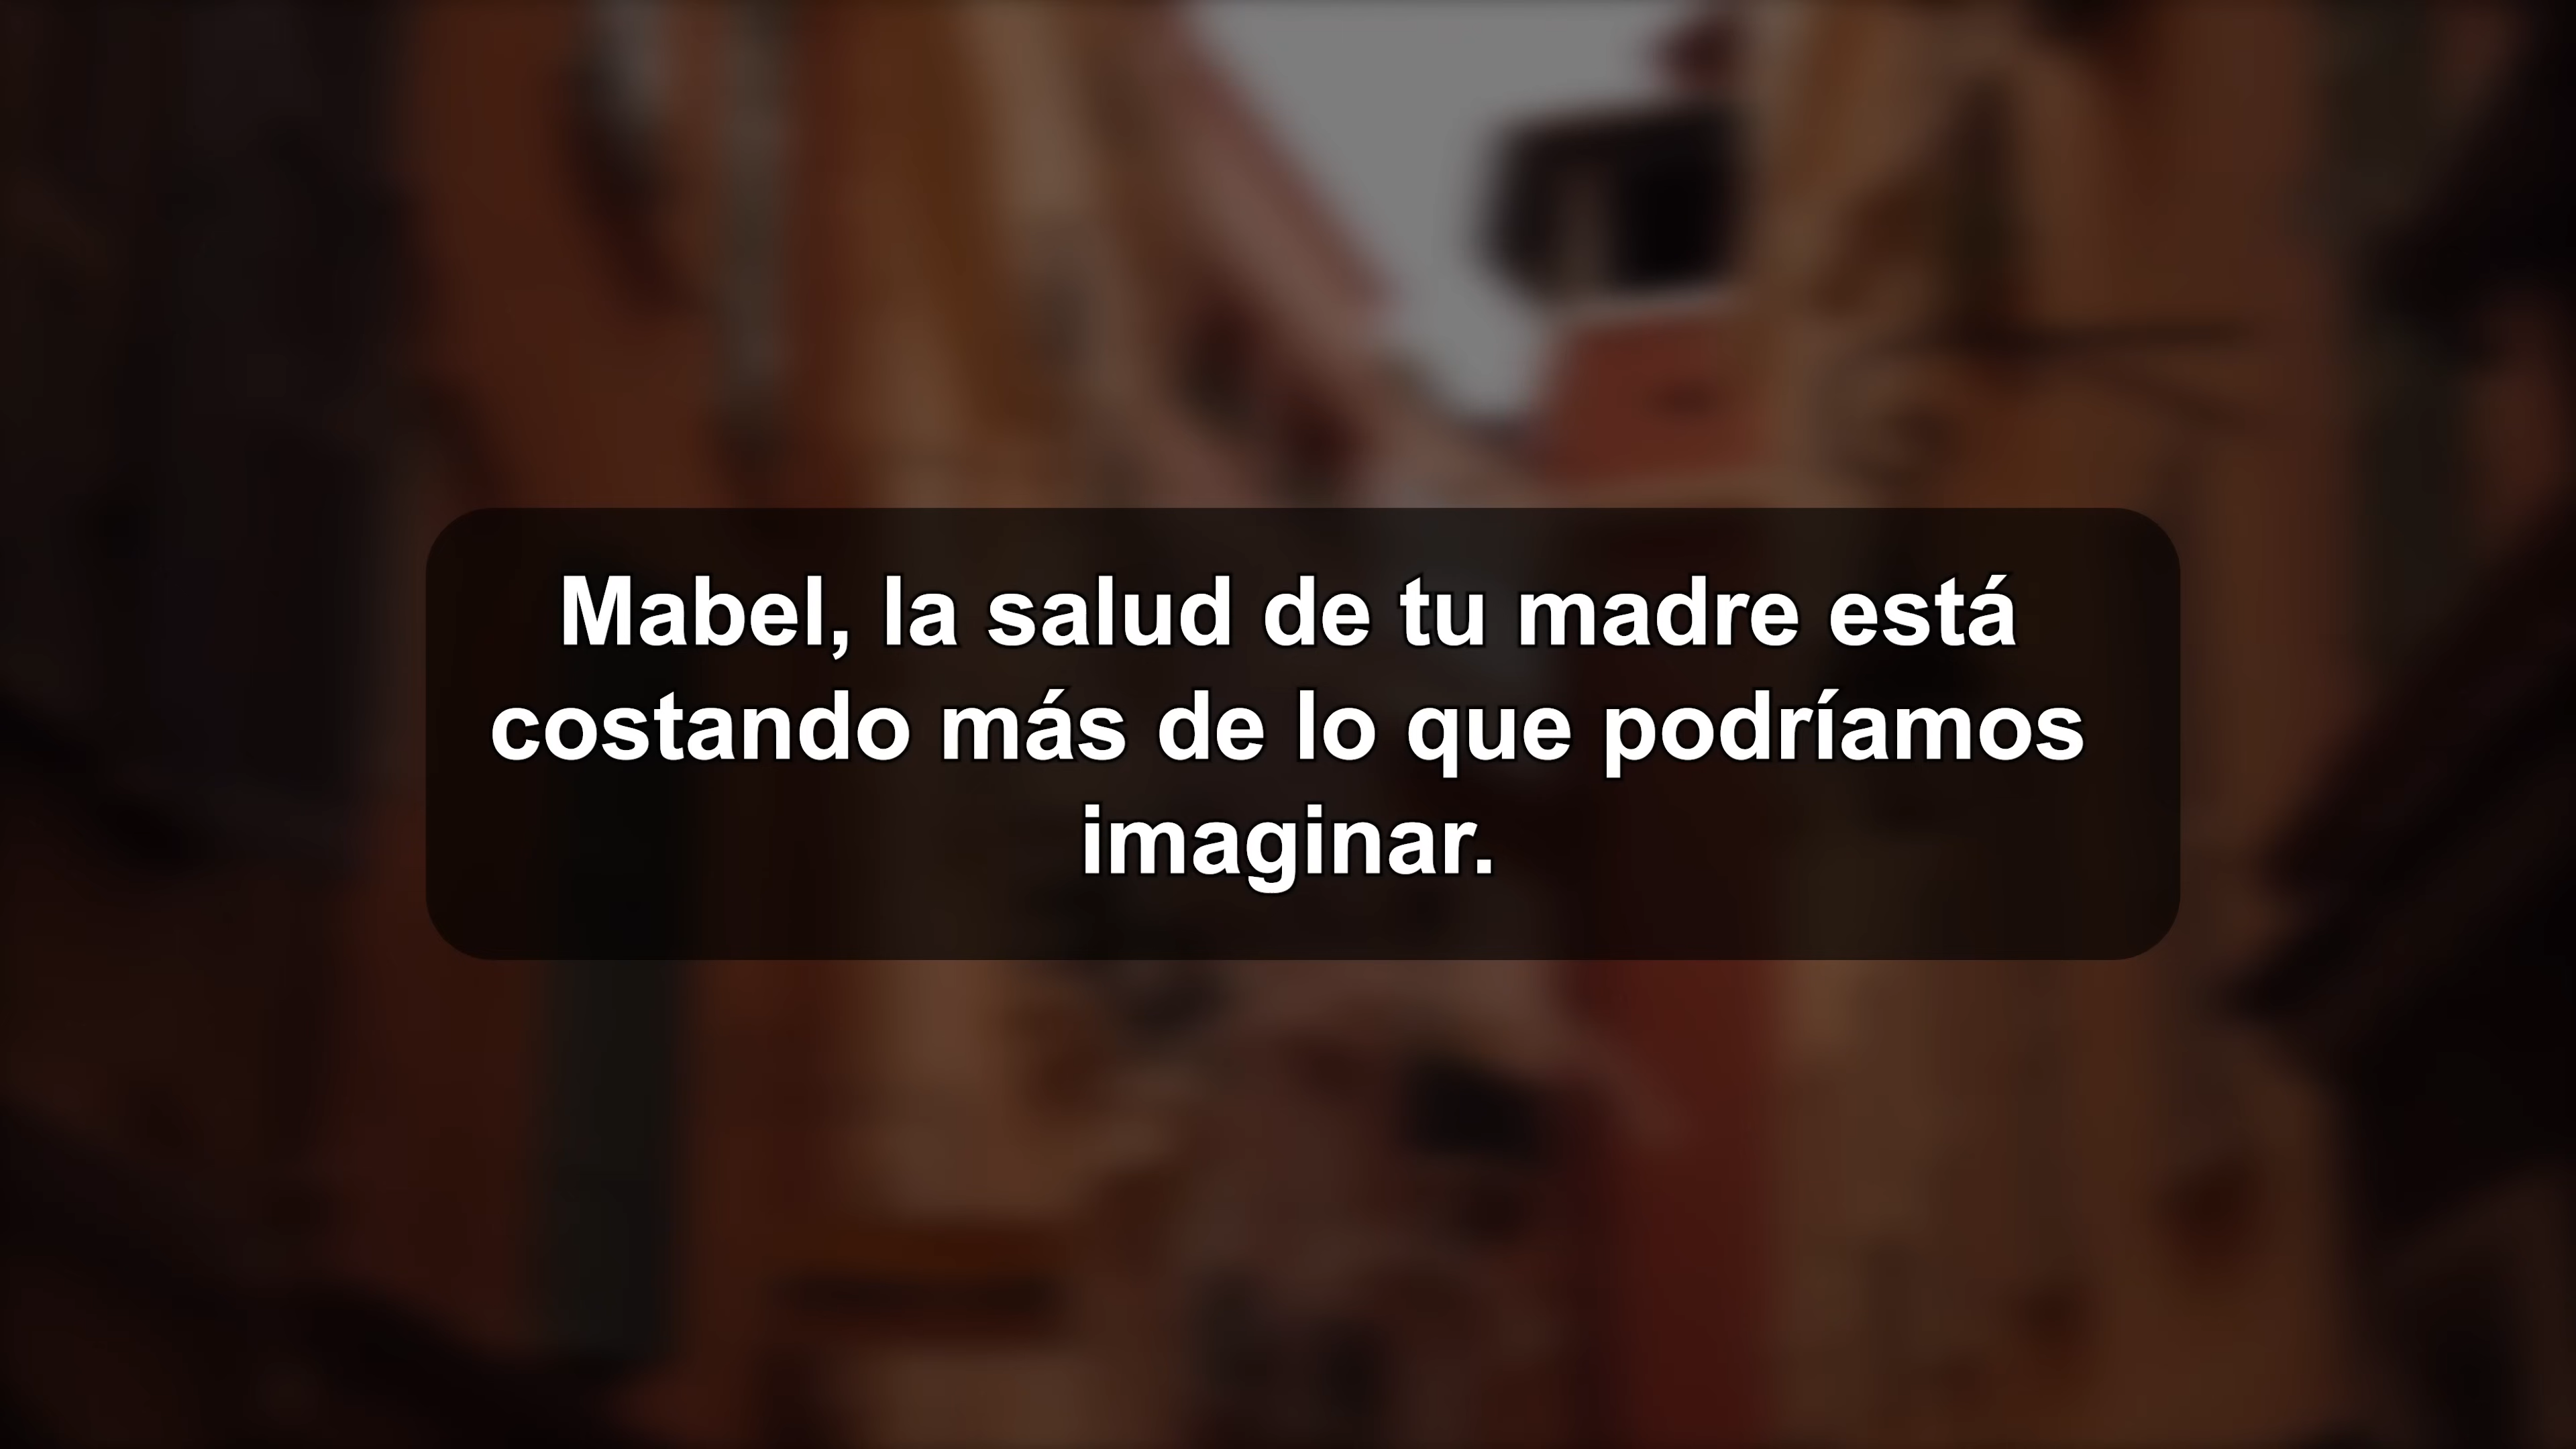 Mabel, la salud de tu madre está
costando más de lo que podríamos
imaginar.